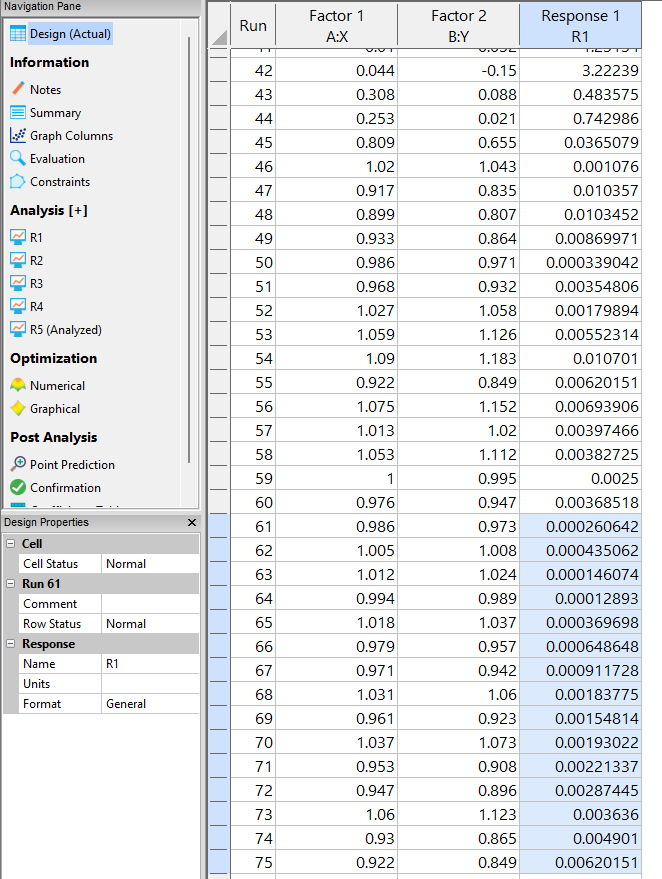 Navigation Pane
Design (Actual)
Information
Notes
Summary
Graph Columns
Evaluation
Constraints
Analysis [+]
R1
R2
R3
R4
R5 (Analyzed)
Optimization
Numerical
Graphical
Post Analysis
Point Prediction
Confirmation
Design Properties
Cell
Cell Status Normal
Run 61
Comment
Row Status Normal
Response
Name R1
Units
Format General
Run Factor 1 A:X Factor 2 B:Y Response 1 R1
42 0.044 -0.15 3.22239
43 0.308 0.088 0.483575
44 0.253 0.021 0.742986
45 0.809 0.655 0.0365079
46 1.02 1.043 0.001076
47 0.917 0.835 0.010357
48 0.899 0.807 0.0103452
49 0.933 0.864 0.00869971
50 0.986 0.971 0.000339042
51 0.968 0.932 0.00354806
52 1.027 1.058 0.00179894
53 1.059 1.126 0.00552314
54 1.09 1.183 0.010701
55 0.922 0.849 0.00620151
56 1.075 1.152 0.00693906
57 1.013 1.02 0.00397466
58 1.053 1.112 0.00382725
59 1 0.995 0.0025
60 0.976 0.947 0.00368518
61 0.986 0.973 0.000260642
62 1.005 1.008 0.000435062
63 1.012 1.024 0.000146074
64 0.994 0.989 0.00012893
65 1.018 1.037 0.000369698
66 0.979 0.957 0.000648648
67 0.971 0.942 0.000911728
68 1.031 1.06 0.00183775
69 0.961 0.923 0.00154814
70 1.037 1.073 0.00193022
71 0.953 0.908 0.00221337
72 0.947 0.896 0.00287445
73 1.06 1.123 0.003636
74 0.93 0.865 0.004901
75 0.922 0.849 0.00620151